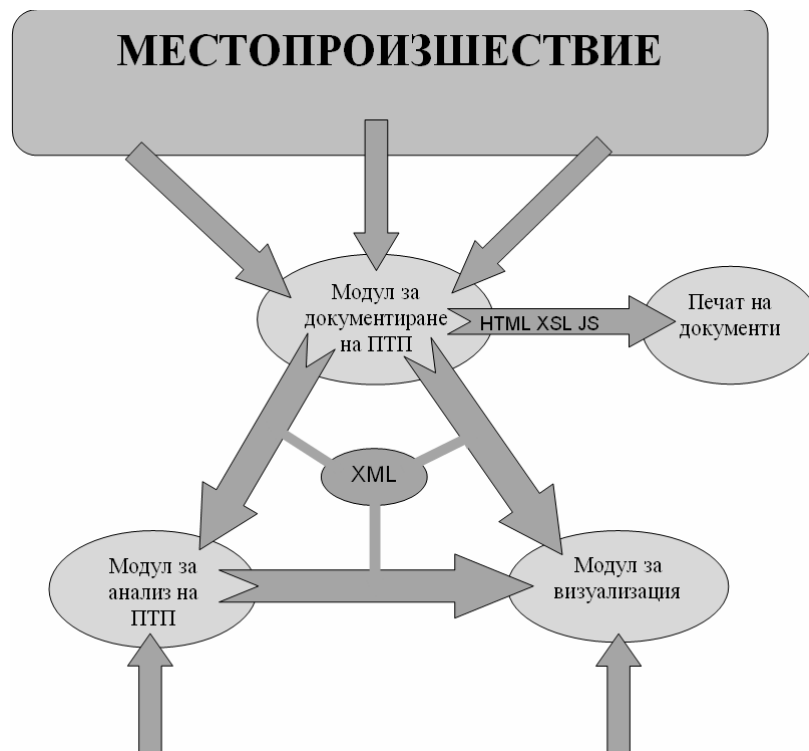 МЕСТОПРОИЗШЕСТВИЕ
Модул за
документиране
на ПТП
HTML XSL JS
Печат на
документи
XML
Модул за
анализ на
ПТП
Модул за
визуализация